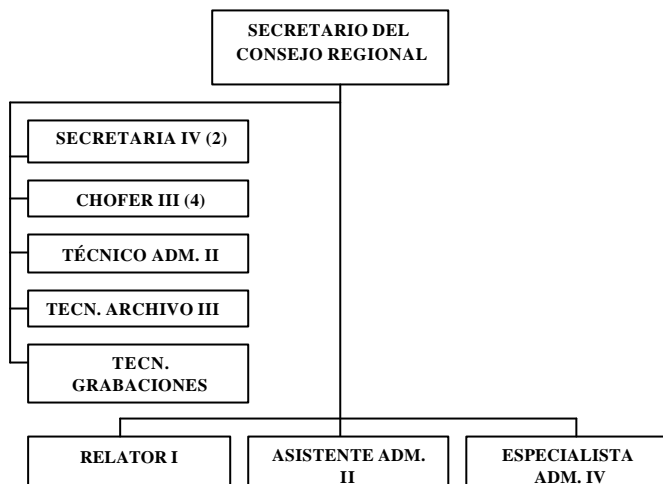 SECRETARIO DEL
CONSEJO REGIONAL
SECRETARIA IV (2)
CHOFER III (4)
TÉCNICO ADM. II
TECN. ARCHIVO III
TECN.
GRABACIONES
RELATOR I
ASISTENTE ADM.
II
ESPECIALISTA
ADM. IV